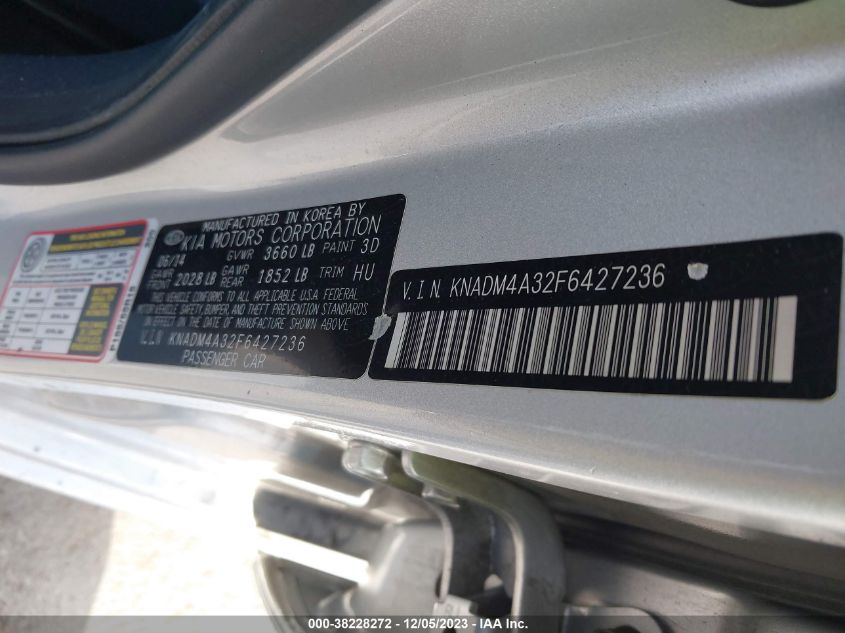 MANUFACTURED IN KOREA BY
KIA MOTORS CORPORATION
06/14 GVWR 3660 LB PAINT 3D
GAWR FRONT 2028 LB GAWR REAR 1852 LB TRIM HU
THIS VEHICLE CONFORMS TO ALL APPLICABLE U.S.A. FEDERAL
MOTOR VEHICLE SAFETY, BUMPER, AND THEFT PREVENTION STANDARDS
IN EFFECT ON THE DATE OF MANUFACTURE SHOWN ABOVE.
KNADM4A32F6427236
PASSENGER CAR
V.I.N. KNADM4A32F6427236
000-38228272 - 12/05/2023 - IAA Inc.